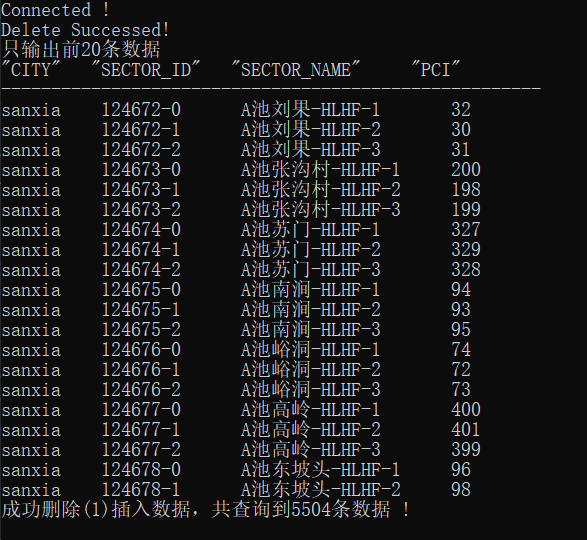 Connected !
Delete Successed!
只输出前20条数据
"CITY"   "SECTOR_ID"   "SECTOR_NAME"     "PCI"
------------------------------------------------------
sanxia    124672-0      A池刘果-HLHF-1       32
sanxia    124672-1      A池刘果-HLHF-2       30
sanxia    124672-2      A池刘果-HLHF-3       31
sanxia    124673-0      A池张沟村-HLHF-1     200
sanxia    124673-1      A池张沟村-HLHF-2     198
sanxia    124673-2      A池张沟村-HLHF-3     199
sanxia    124674-0      A池苏门-HLHF-1       327
sanxia    124674-1      A池苏门-HLHF-2       329
sanxia    124674-2      A池苏门-HLHF-3       328
sanxia    124675-0      A池南涧-HLHF-1       94
sanxia    124675-1      A池南涧-HLHF-2       93
sanxia    124675-2      A池南涧-HLHF-3       95
sanxia    124676-0      A池峪洞-HLHF-1       74
sanxia    124676-1      A池峪洞-HLHF-2       72
sanxia    124676-2      A池峪洞-HLHF-3       73
sanxia    124677-0      A池高岭-HLHF-1       400
sanxia    124677-1      A池高岭-HLHF-2       401
sanxia    124677-2      A池高岭-HLHF-3       399
sanxia    124678-0      A池东坡头-HLHF-1     96
sanxia    124678-1      A池东坡头-HLHF-2     98
成功删除(1)插入数据，共查询到5504条数据 !